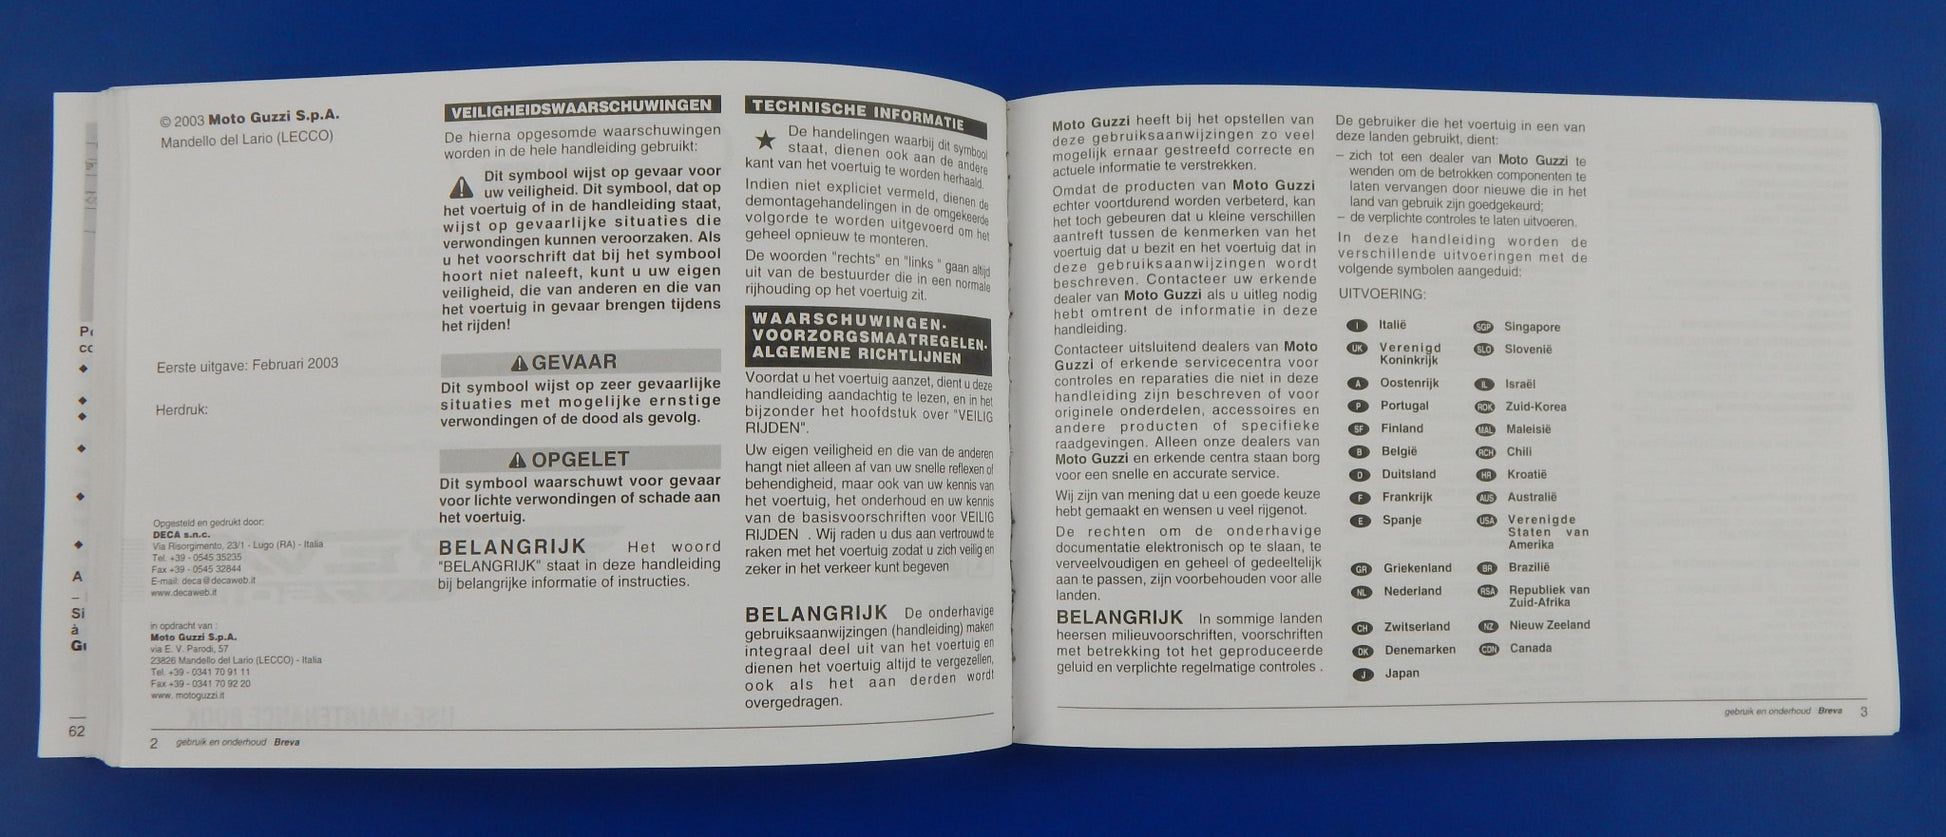 © 2003 Moto Guzzi S.p.A.
Mandello del Lario (LECCO)
Eerste uitgave: Februari 2003
Herdruk:
Opgesteld en gedrukt door:
DECA s.n.c.
Via Risorgimento, 23/1 - Lugo (RA) - Italia
Tel. +39 - 0545 35235
Fax +39 - 0545 32844
E-mail: deca@decaweb.it
www.decaweb.it
in opdracht van :
Moto Guzzi S.p.A.
via E. V. Parodi, 57
23826 Mandello del Lario (LECCO) - Italia
Tel. +39 - 0341 70 91 11
Fax +39 - 0341 70 92 20
www. motoguzzi.it
VEILIGHEIDSWAARSCHUWINGEN
De hierna opgesomde waarschuwingen
worden in de hele handleiding gebruikt:
Dit symbool wijst op gevaar voor
uw veiligheid. Dit symbool, dat op
het voertuig of in de handleiding staat,
wijst op gevaarlijke situaties die
verwondingen kunnen veroorzaken. Als
u het voorschrift dat bij het symbool
hoort niet naleeft, kunt u uw eigen
veiligheid, die van anderen en die van
het voertuig in gevaar brengen tijdens
het rijden!
GEVAAR
Dit symbool wijst op zeer gevaarlijke
situaties met mogelijke ernstige
verwondingen of de dood als gevolg.
OPGELET
Dit symbool waarschuwt voor gevaar
voor lichte verwondingen of schade aan
het voertuig.
BELANGRIJK Het woord
"BELANGRIJK" staat in deze handleiding
bij belangrijke informatie of instructies.
TECHNISCHE INFORMATIE
★ De handelingen waarbij dit symbool
staat, dienen ook aan de andere
kant van het voertuig te worden herhaald.
Indien niet expliciet vermeld, dienen de
demontagehandelingen in de omgekeerde
volgorde te worden uitgevoerd om het
geheel opnieuw te monteren.
De woorden "rechts" en "links " gaan altijd
uit van de bestuurder die in een normale
rijhouding op het voertuig zit.
WAARSCHUWINGEN-
VOORZORGSMAATREGELEN-
ALGEMENE RICHTLIJNEN
Voordat u het voertuig aanzet, dient u deze
handleiding aandachtig te lezen, en in het
bijzonder het hoofdstuk over "VEILIG
RIJDEN".
Uw eigen veiligheid en die van de anderen
hangt niet alleen af van uw snelle reflexen of
behendigheid, maar ook van uw kennis van
het voertuig, het onderhoud en uw kennis
van de basisvoorschriften voor VEILIG
RIJDEN . Wij raden u dus aan vertrouwd te
raken met het voertuig zodat u zich veilig en
zeker in het verkeer kunt begeven
BELANGRIJK De onderhavige
gebruiksaanwijzingen (handleiding) maken
integraal deel uit van het voertuig en
dienen het voertuig altijd te vergezellen,
ook als het aan derden wordt
overgedragen.
2 gebruik en onderhoud Breva
62
Moto Guzzi heeft bij het opstellen van
deze gebruiksaanwijzingen zo veel
mogelijk ernaar gestreefd correcte en
actuele informatie te verstrekken.
Omdat de producten van Moto Guzzi
echter voortdurend worden verbeterd, kan
het toch gebeuren dat u kleine verschillen
aantreft tussen de kenmerken van het
voertuig dat u bezit en het voertuig dat in
deze gebruiksaanwijzingen wordt
beschreven. Contacteer uw erkende
dealer van Moto Guzzi als u uitleg nodig
hebt omtrent de informatie in deze
handleiding.
Contacteer uitsluitend dealers van Moto
Guzzi of erkende servicecentra voor
controles en reparaties die niet in deze
handleiding zijn beschreven of voor
originele onderdelen, accessoires en
andere producten of specifieke
raadgevingen. Alleen onze dealers van
Moto Guzzi en erkende centra staan borg
voor een snelle en accurate service.
Wij zijn van mening dat u een goede keuze
hebt gemaakt en wensen u veel rijgenot.
De rechten om de onderhavige
documentatie elektronisch op te slaan, te
verveelvoudigen en geheel of gedeeltelijk
aan te passen, zijn voorbehouden voor alle
landen.
BELANGRIJK In sommige landen
heersen milieuvoorschriften, voorschriften
met betrekking tot het geproduceerde
geluid en verplichte regelmatige controles .
De gebruiker die het voertuig in een van
deze landen gebruikt, dient:
– zich tot een dealer van Moto Guzzi te
wenden om de betrokken componenten te
laten vervangen door nieuwe die in het
land van gebruik zijn goedgekeurd;
– de verplichte controles te laten uitvoeren.
In deze handleiding worden de
verschillende uitvoeringen met de
volgende symbolen aangeduid:
UITVOERING:
I Italië
UK Verenigd
Koninkrijk
A Oostenrijk
P Portugal
SF Finland
B België
D Duitsland
F Frankrijk
E Spanje
GR Griekenland
NL Nederland
CH Zwitserland
DK Denemarken
J Japan
SGP Singapore
SLO Slovenië
IL Israël
ROK Zuid-Korea
MAL Maleisië
RCH Chili
HR Kroatië
AUS Australië
USA Verenigde
Staten van
Amerika
BR Brazilië
RSA Republiek van
Zuid-Afrika
NZ Nieuw Zeeland
CDN Canada
gebruik en onderhoud Breva 3